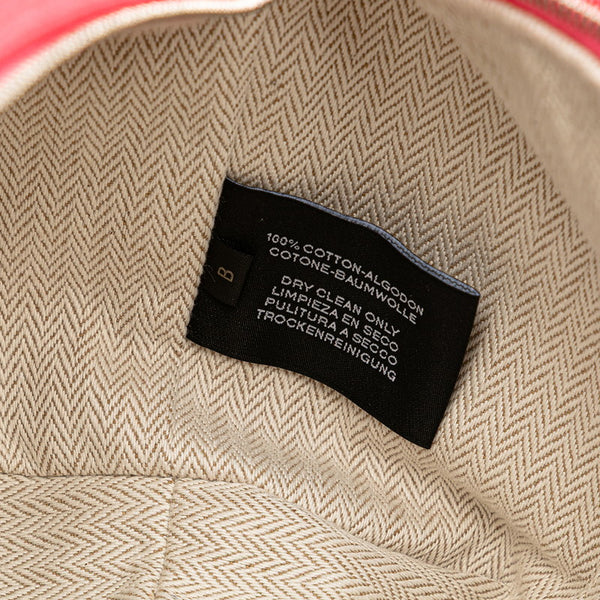 100% COTTON-ALGODON
COTONE-BAUMWOLLE
DRY CLEAN ONLY
LIMPIEZA EN SECO
PULITURA A SECCO
TROCKENREINIGUNG
B